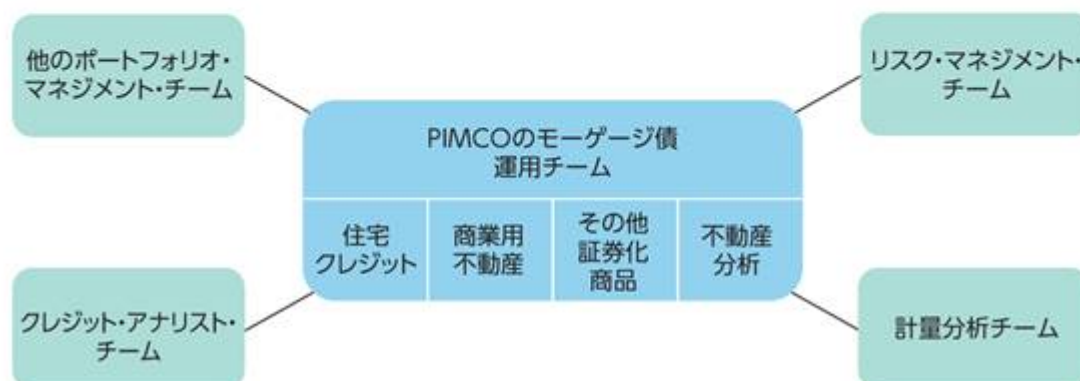 他のポートフォリオ・
マネジメント・チーム
リスク・マネジメント・
チーム
PIMCOのモーゲージ債
運用チーム
住宅
クレジット
商業用
不動産
その他
証券化
商品
不動産
分析
クレジット・アナリスト・
チーム
計量分析チーム